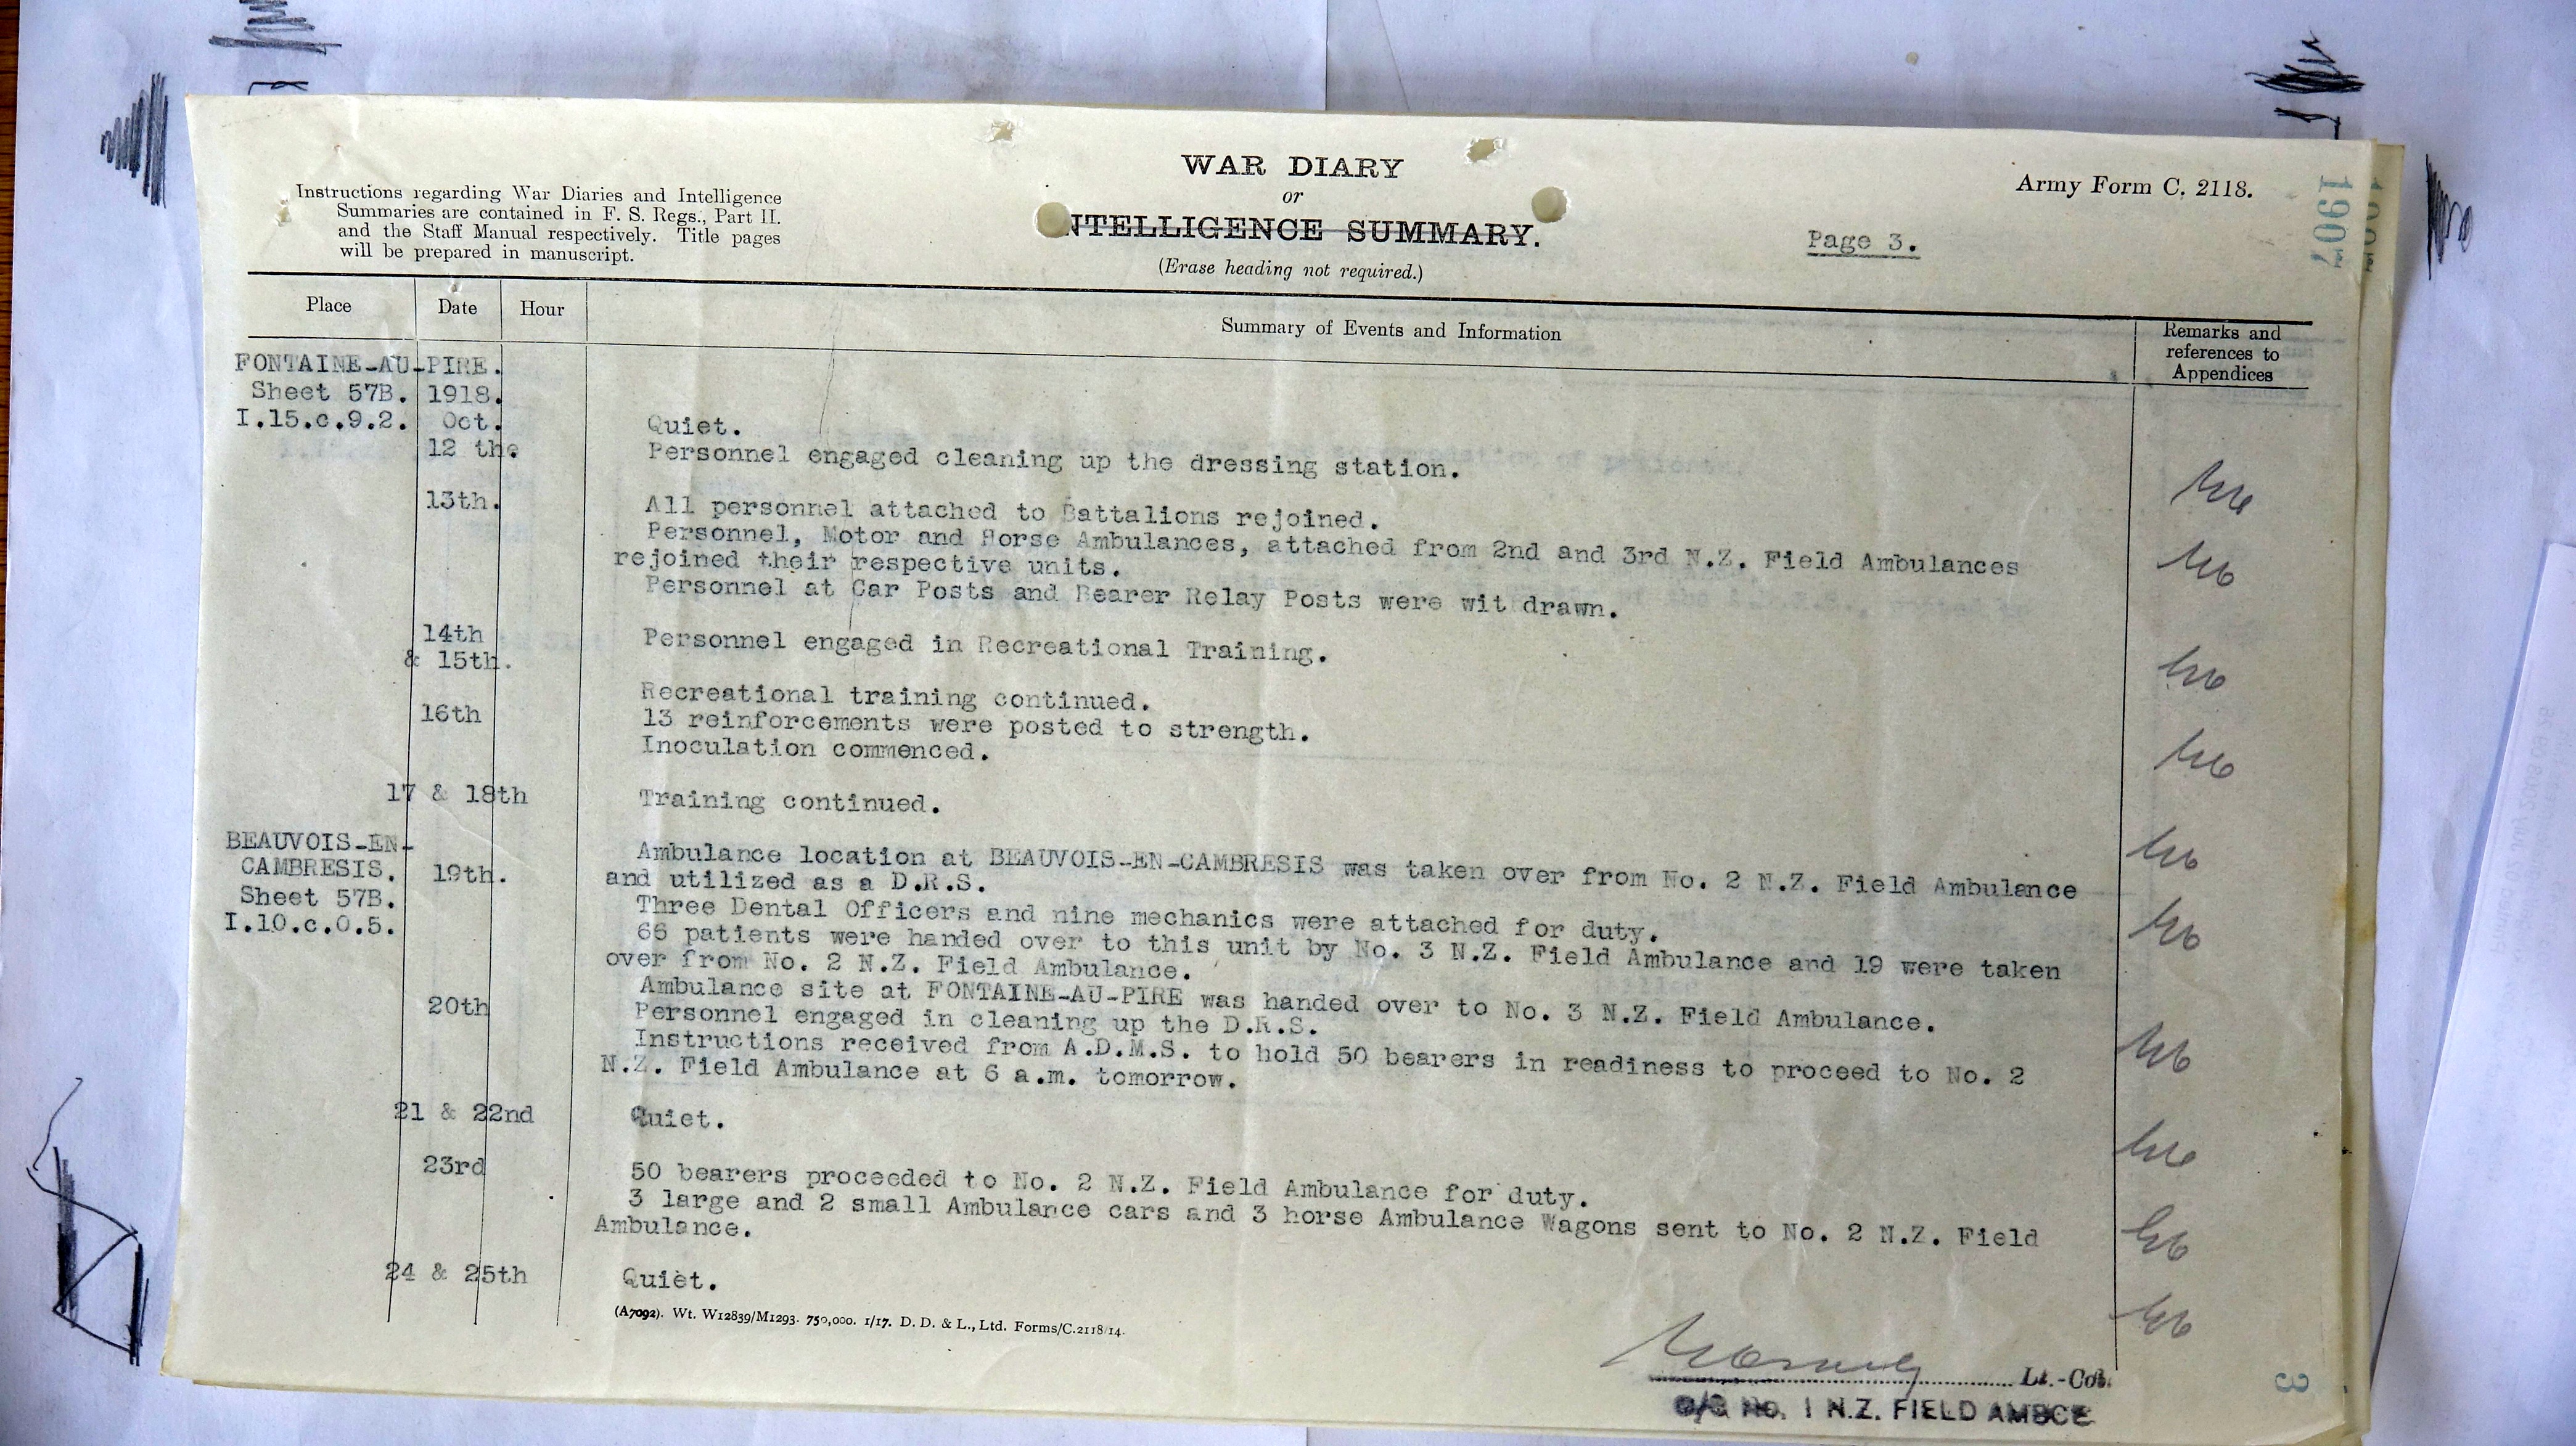 WAR DIARY
or
INTELLIGENCE SUMMARY.
(Erase heading not required.)
Instructions regarding War Diaries and Intelligence
Summaries are contained in F. S. Regs., Part II.
and the Staff Manual respectively. Title pages
will be prepared in manuscript.
Army Form C. 2118.
Page 3.
1907
Place Date Hour Summary of Events and Information Remarks and
references to
Appendices
FONTAINE-AU-PIRE.
Sheet 57B. 1918.
I.15.c.9.2. Oct. Quiet.
12 the. Personnel engaged cleaning up the dressing station.
13th. All personnel attached to Battalions rejoined.
Personnel, Motor and Horse Ambulances, attached from 2nd and 3rd N.Z. Field Ambulances
rejoined their respective units.
Personnel at Car Posts and Bearer Relay Posts were wit drawn.
14th
& 15th. Personnel engaged in Recreational Training.
Recreational training continued.
16th 13 reinforcements were posted to strength.
Inoculation commenced.
17 & 18th Training continued.
BEAUVOIS-EN-
CAMBRESIS. 19th. Ambulance location at BEAUVOIS-EN-CAMBRESIS was taken over from No. 2 N.Z. Field Ambulance
Sheet 57B. and utilized as a D.R.S.
I.10.c.0.5. Three Dental Officers and nine mechanics were attached for duty.
66 patients were handed over to this unit by No. 3 N.Z. Field Ambulance and 19 were taken
over from No. 2 N.Z. Field Ambulance.
Ambulance site at FONTAINE-AU-PIRE was handed over to No. 3 N.Z. Field Ambulance.
20th Personnel engaged in cleaning up the D.R.S.
Instructions received from A.D.M.S. to hold 50 bearers in readiness to proceed to No. 2
N.Z. Field Ambulance at 6 a.m. tomorrow.
21 & 22nd Quiet.
23rd 50 bearers proceeded to No. 2 N.Z. Field Ambulance for duty.
3 large and 2 small Ambulance cars and 3 horse Ambulance Wagons sent to No. 2 N.Z. Field
Ambulance.
24 & 25th Quiet.
(A7092). Wt. W12839/M1293. 750,000. 1/17. D. D. & L., Ltd. Forms/C.2118/14.
Lt.-Col.
O/C No. 1 N.Z. FIELD AMBCE
3